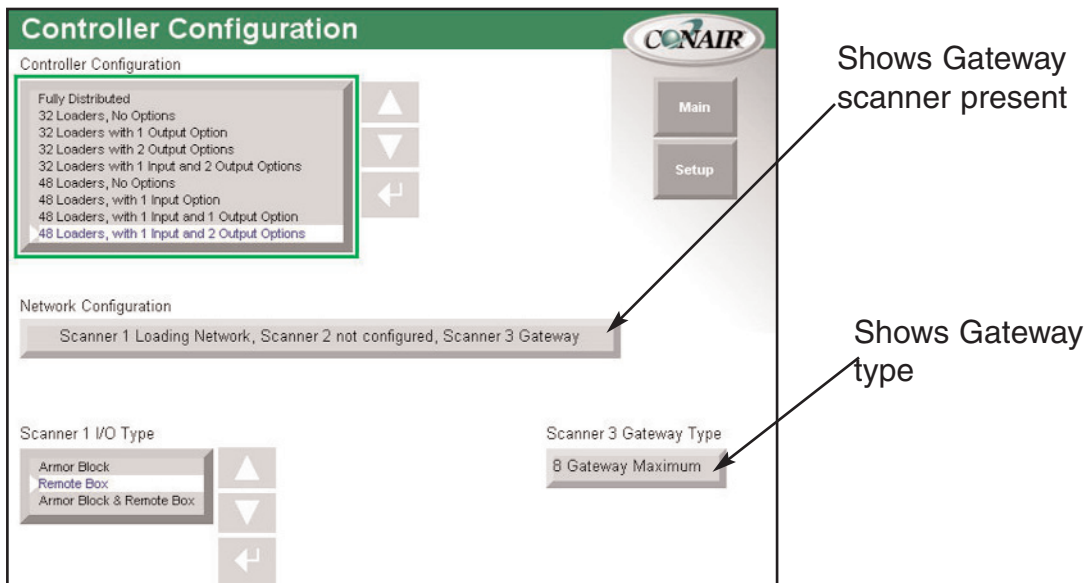 Controller Configuration
CONAIR
Controller Configuration
Fully Distributed
32 Loaders, No Options
32 Loaders with 1 Output Option
32 Loaders with 2 Output Options
32 Loaders with 1 Input and 2 Output Options
48 Loaders, No Options
48 Loaders, with 1 Input Option
48 Loaders, with 1 Input and 1 Output Option
48 Loaders, with 1 Input and 2 Output Options
Main
Setup
Shows Gateway
scanner present
Network Configuration
Scanner 1 Loading Network, Scanner 2 not configured, Scanner 3 Gateway
Shows Gateway
type
Scanner 1 I/O Type
Armor Block
Remote Box
Armor Block & Remote Box
Scanner 3 Gateway Type
8 Gateway Maximum